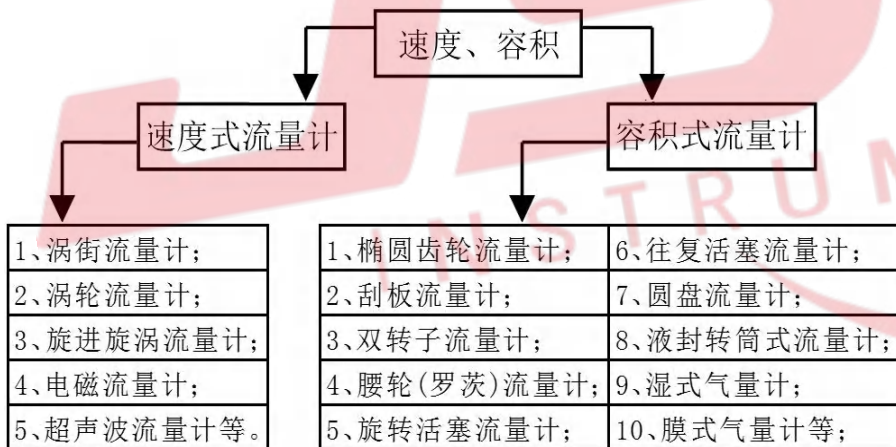 速度、容积
速度式流量计
容积式流量计
1、涡街流量计;
2、涡轮流量计;
3、旋进旋涡流量计;
4、电磁流量计;
5、超声波流量计等。
1、椭圆齿轮流量计;
2、刮板流量计;
3、双转子流量计;
4、腰轮(罗茨)流量计;
5、旋转活塞流量计;
6、往复活塞流量计;
7、圆盘流量计;
8、液封转筒式流量计;
9、湿式气量计;
10、膜式气量计等;
INSTRUM